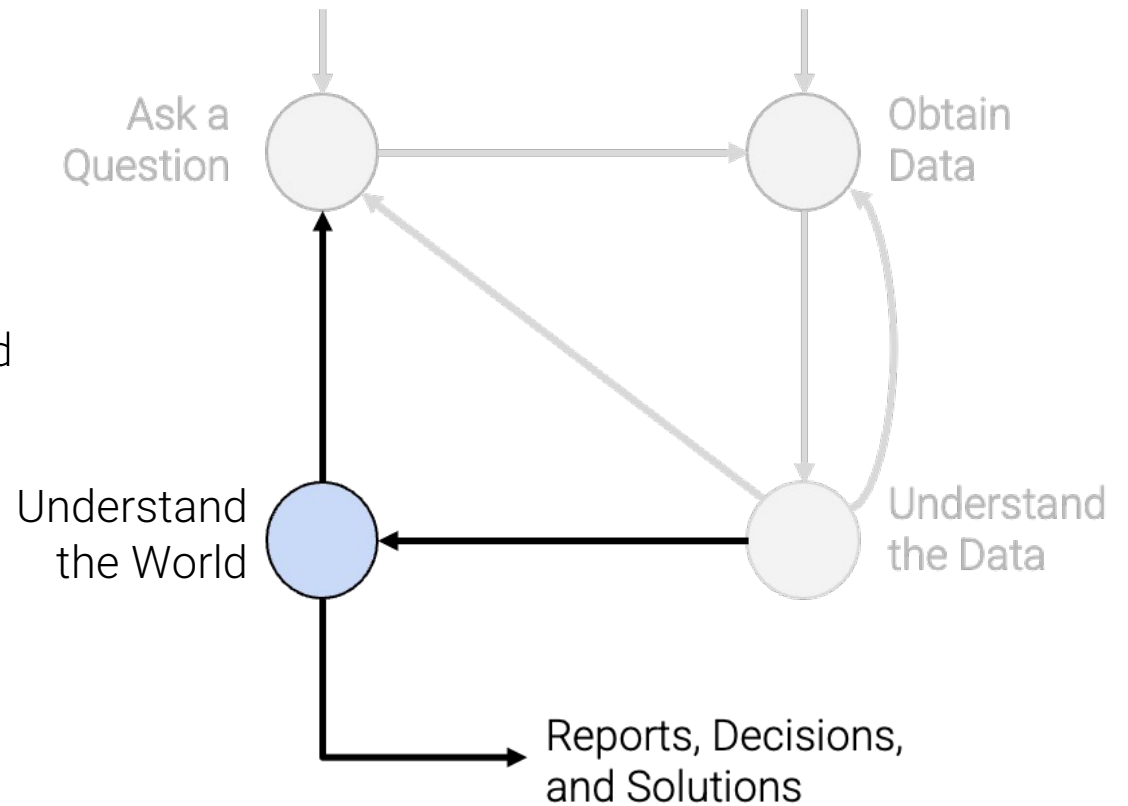 Ask a
Question
Obtain
Data
d
Understand
the World
Understand
the Data
Reports, Decisions,
and Solutions